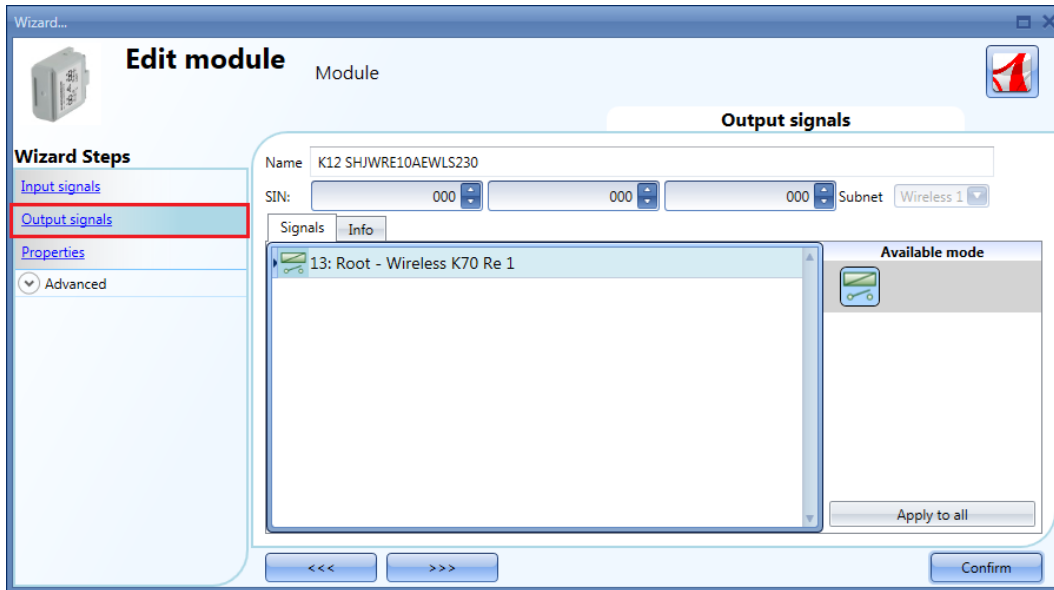 Wizard...
Edit module
Module
Output signals
Wizard Steps
Input signals
Output signals
Properties
Advanced
Name K12 SHJWRE10AEWLS230
SIN: 000 000 000 Subnet Wireless 1
Signals Info
13: Root - Wireless K70 Re 1
Available mode
Apply to all
<<< >>>
Confirm